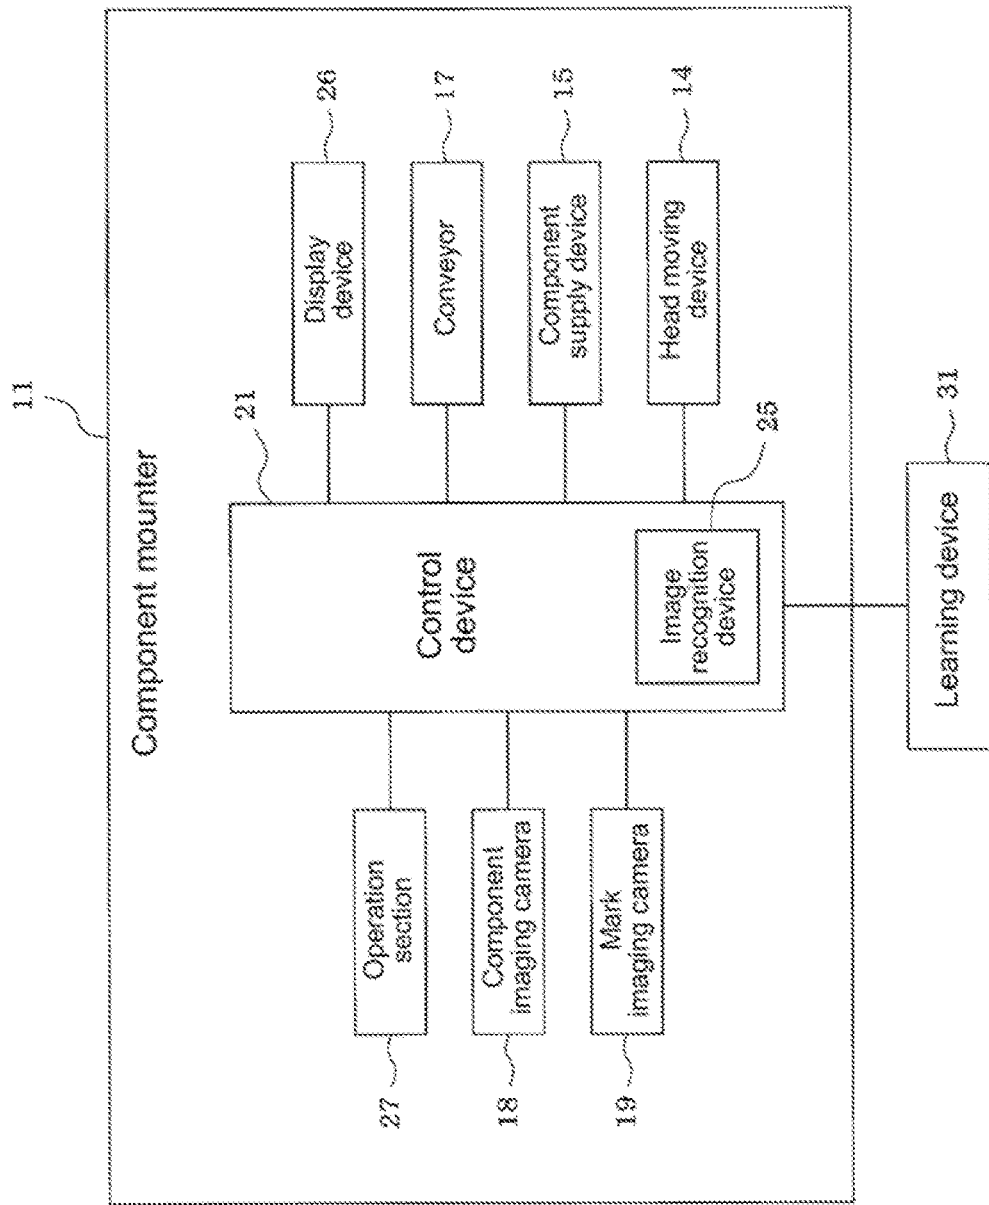 11
Component mounter
21
Control
device
Image
recognition
device
25
27
Operation
section
18
Component
imaging camera
19
Mark
imaging camera
Display
device
26
Conveyor
17
Component
supply device
15
Head moving
device
14
Learning device
31